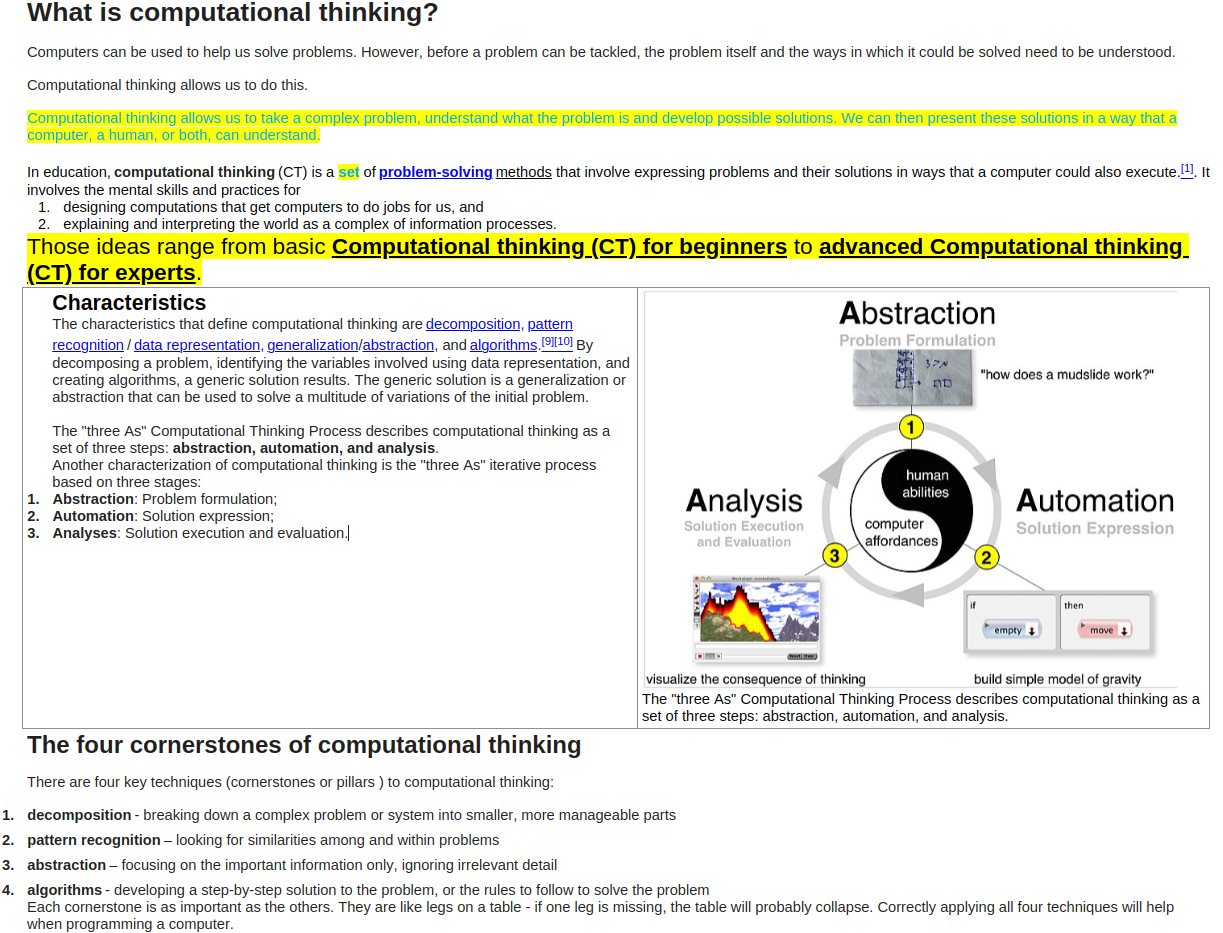 What is computational thinking?
Computers can be used to help us solve problems. However, before a problem can be tackled, the problem itself and the ways in which it could be solved need to be understood.
Computational thinking allows us to do this.
Computational thinking allows us to take a complex problem, understand what the problem is and develop possible solutions. We can then present these solutions in a way that a
computer, a human, or both, can understand.
In education, computational thinking (CT) is a set of problem-solving methods that involve expressing problems and their solutions in ways that a computer could also execute.[1]. It
involves the mental skills and practices for
1. designing computations that get computers to do jobs for us, and
2. explaining and interpreting the world as a complex of information processes.
Those ideas range from basic Computational thinking (CT) for beginners to advanced Computational thinking
(CT) for experts.
Characteristics
The characteristics that define computational thinking are decomposition, pattern
recognition / data representation, generalization/abstraction, and algorithms.[9][10] By
decomposing a problem, identifying the variables involved using data representation, and
creating algorithms, a generic solution results. The generic solution is a generalization or
abstraction that can be used to solve a multitude of variations of the initial problem.
The "three As" Computational Thinking Process describes computational thinking as a
set of three steps: abstraction, automation, and analysis.
Another characterization of computational thinking is the "three As" iterative process
based on three stages:
1. Abstraction: Problem formulation;
2. Automation: Solution expression;
3. Analyses: Solution execution and evaluation.
Abstraction
Problem Formulation
3>N
"how does a mudslide work?"
1
human
abilities
computer
affordances
Analysis
Solution Execution
and Evaluation
3
Automation
Solution Expression
2
if
then
empty
move
visualize the consequence of thinking
build simple model of gravity
The "three As" Computational Thinking Process describes computational thinking as a
set of three steps: abstraction, automation, and analysis.
The four cornerstones of computational thinking
There are four key techniques (cornerstones or pillars ) to computational thinking:
1. decomposition - breaking down a complex problem or system into smaller, more manageable parts
2. pattern recognition – looking for similarities among and within problems
3. abstraction – focusing on the important information only, ignoring irrelevant detail
4. algorithms - developing a step-by-step solution to the problem, or the rules to follow to solve the problem
Each cornerstone is as important as the others. They are like legs on a table - if one leg is missing, the table will probably collapse. Correctly applying all four techniques will help
when programming a computer.